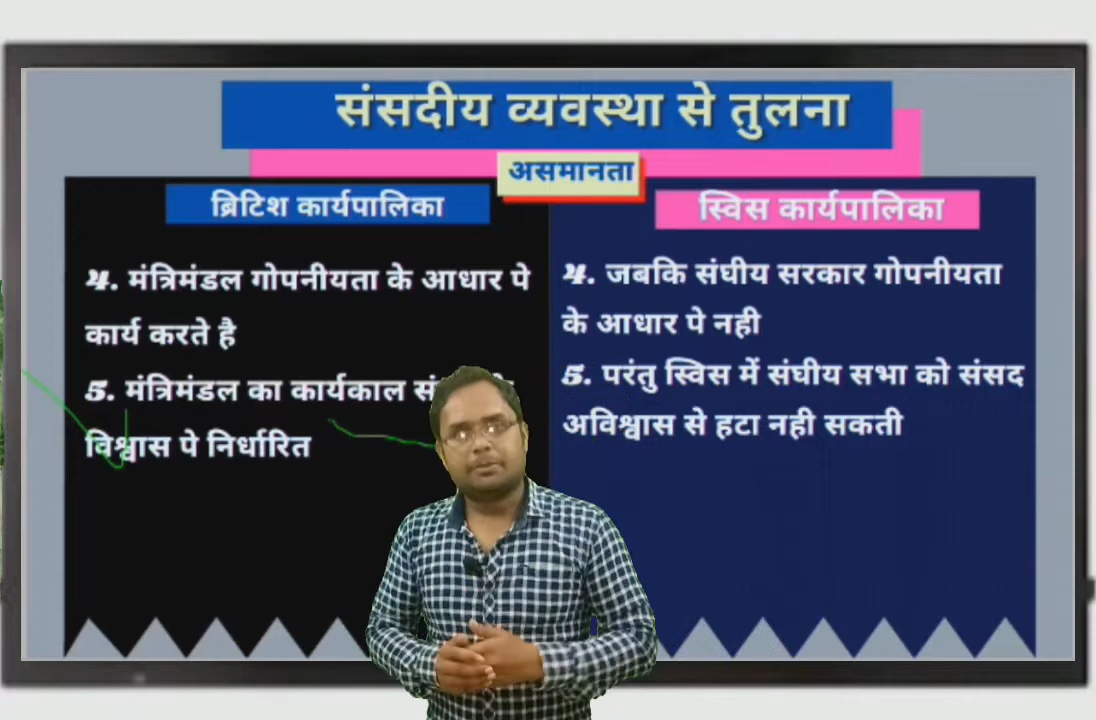 संसदीय व्यवस्था से तुलना
असमानता
ब्रिटिश कार्यपालिका
4. मंत्रिमंडल गोपनीयता के आधार पे
कार्य करते है
5. मंत्रिमंडल का कार्यकाल
विश्वास पे निर्धारित
स्विस कार्यपालिका
4. जबकि संघीय सरकार गोपनीयता
के आधार पे नही
5. परंतु स्विस में संघीय सभा को संसद
अविश्वास से हटा नही सकती